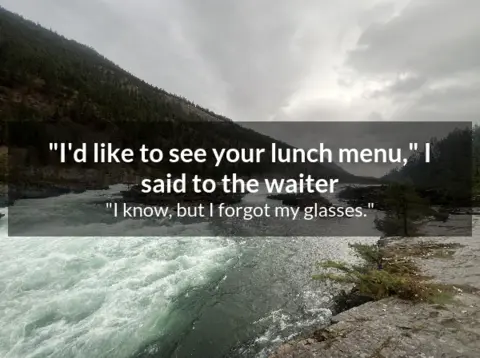 "I'd like to see your lunch menu," I
said to the waiter
"I know, but I forgot my glasses."